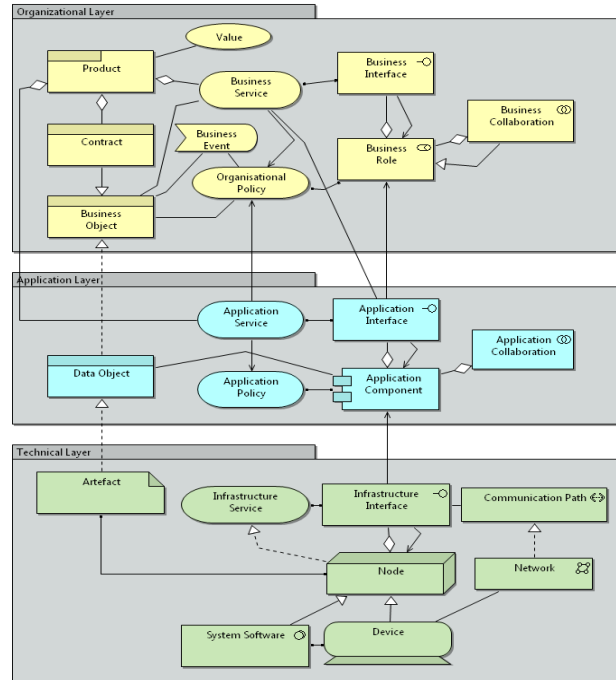 Organizational Layer
Value
Product
Business
Service
Business
Interface
Contract
Business
Event
Business
Collaboration
Business
Role
Organisational
Policy
Business
Object
Application Layer
Application
Service
Application
Interface
Application
Collaboration
Data Object
Application
Policy
Application
Component
Technical Layer
Artefact
Infrastructure
Service
Infrastructure
Interface
Communication Path
Node
Network
System Software
Device